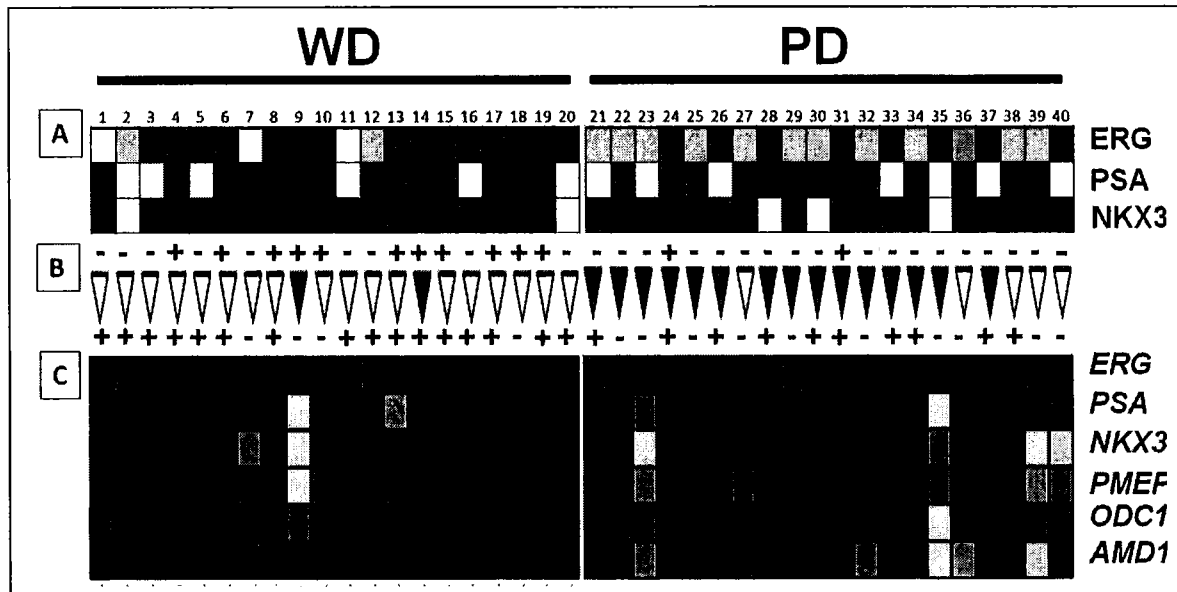 WD PD
1 2 3 4 5 6 7 8 9 10 11 12 13 14 15 16 17 18 19 20 21 22 23 24 25 26 27 28 29 30 31 32 33 34 35 36 37 38 39 40
A ERG
PSA
NKX3
- - - + - + - + + + - - + + + - + + + - - - - + - - - - - - + - - - - - - - - -
B
+ + + + + + - - - - + + + + + + + - + + + - - + - + - + - + + - + + - - + + - -
C ERG
PSA
NKX3
PMEP
ODC1
AMD1